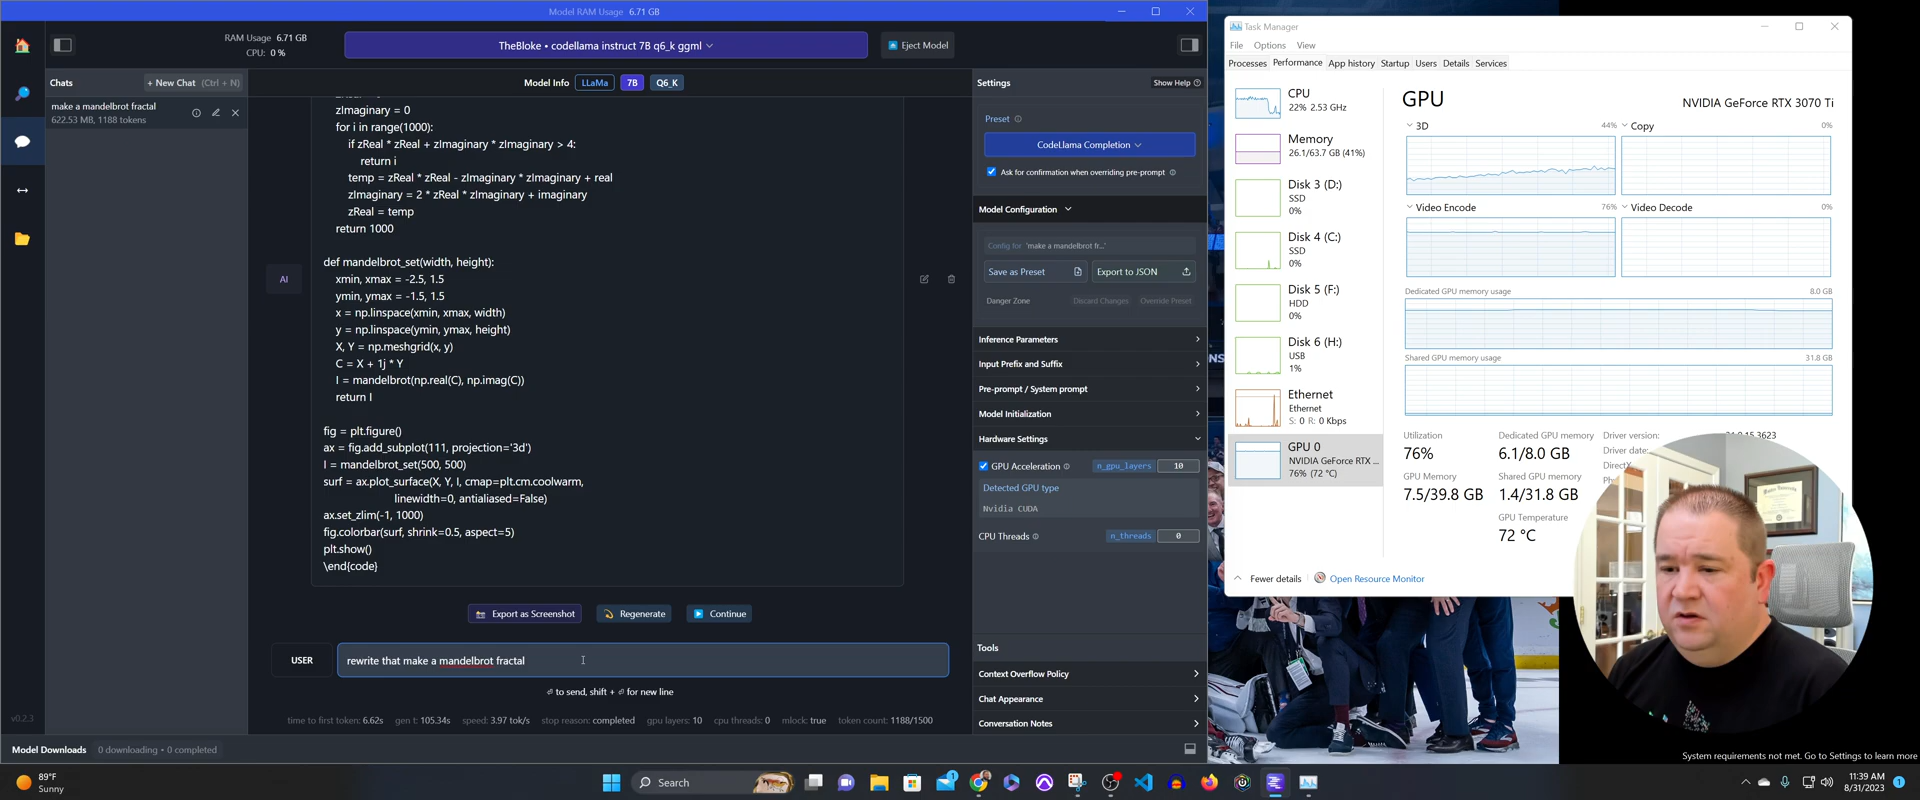 Model RAM Usage 6.71 GB
RAM Usage 6.71 GB
CPU: 0 %
TheBloke • codellama instruct 7B q6_k ggml
Eject Model
Chats
+ New Chat (Ctrl + N)
make a mandelbrot fractal
622.53 MB, 1188 tokens
Model Info LLaMa 7B Q6_K
zImaginary = 0
for i in range(1000):
if zReal * zReal + zImaginary * zImaginary > 4:
return i
temp = zReal * zReal - zImaginary * zImaginary + real
zImaginary = 2 * zReal * zImaginary + imaginary
zReal = temp
return 1000
def mandelbrot_set(width, height):
AI
xmin, xmax = -2.5, 1.5
ymin, ymax = -1.5, 1.5
x = np.linspace(xmin, xmax, width)
y = np.linspace(ymin, ymax, height)
X, Y = np.meshgrid(x, y)
C = X + 1j * Y
I = mandelbrot(np.real(C), np.imag(C))
return I
fig = plt.figure()
ax = fig.add_subplot(111, projection='3d')
I = mandelbrot_set(500, 500)
surf = ax.plot_surface(X, Y, I, cmap=plt.cm.coolwarm,
linewidth=0, antialiased=False)
ax.set_zlim(-1, 1000)
fig.colorbar(surf, shrink=0.5, aspect=5)
plt.show()
\end{code}
Export as Screenshot
Regenerate
Continue
USER
rewrite that make a mandelbrot fractal
to send, shift + for new line
time to first token: 6.62s gen t: 105.34s speed: 3.97 tok/s stop reason: completed gpu layers: 10 cpu threads: 0 mlock: true token count: 1188/1500
v0.2.3
Model Downloads 0 downloading • 0 completed
Settings
Show Help
Preset
CodeLlama Completion
Ask for confirmation when overriding pre-prompt
Model Configuration
Config for 'make a mandelbrot fr...'
Save as Preset
Export to JSON
Danger Zone
Discard Changes
Override Preset
Inference Parameters
Input Prefix and Suffix
Pre-prompt / System prompt
Model Initialization
Hardware Settings
GPU Acceleration
n_gpu_layers 10
Detected GPU type
Nvidia CUDA
CPU Threads
n_threads 0
Tools
Context Overflow Policy
Chat Appearance
Conversation Notes
Task Manager
File Options View
Processes Performance App history Startup Users Details Services
CPU
22% 2.53 GHz
Memory
26.1/63.7 GB (41%)
Disk 3 (D:)
SSD
0%
Disk 4 (C:)
SSD
0%
Disk 5 (F:)
HDD
0%
Disk 6 (H:)
USB
1%
Ethernet
Ethernet
S: 0 R: 0 Kbps
GPU 0
NVIDIA GeForce RTX ...
76% (72 °C)
GPU
NVIDIA GeForce RTX 3070 Ti
3D 44%
Copy 0%
Video Encode 76%
Video Decode 0%
Dedicated GPU memory usage 8.0 GB
Shared GPU memory usage 31.8 GB
Utilization
76%
Dedicated GPU memory
6.1/8.0 GB
Driver version:
Driver date:
DirectX
GPU Memory
7.5/39.8 GB
Shared GPU memory
1.4/31.8 GB
GPU Temperature
72 °C
Fewer details
Open Resource Monitor
System requirements not met. Go to Settings to learn more
89°F
Sunny
Search
11:39 AM
8/31/2023